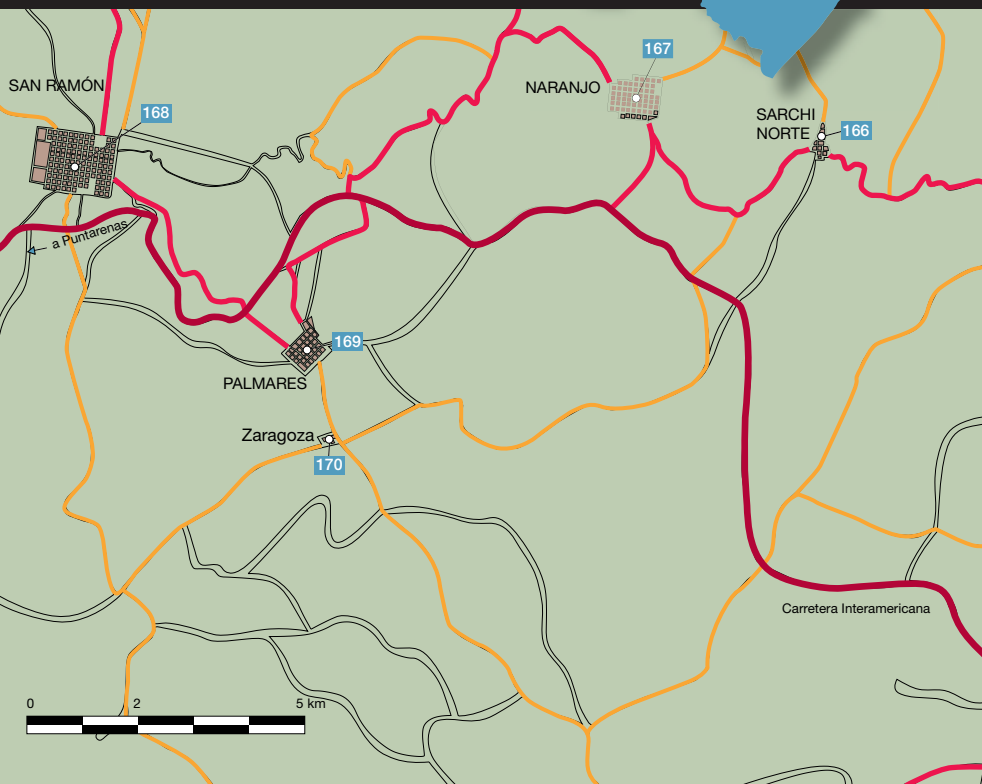 167
NARANJO
SAN RAMÓN
168
SARCHI
NORTE
166
a Puntarenas
169
PALMARES
Zaragoza
170
Carretera Interamericana
0 2 5 km